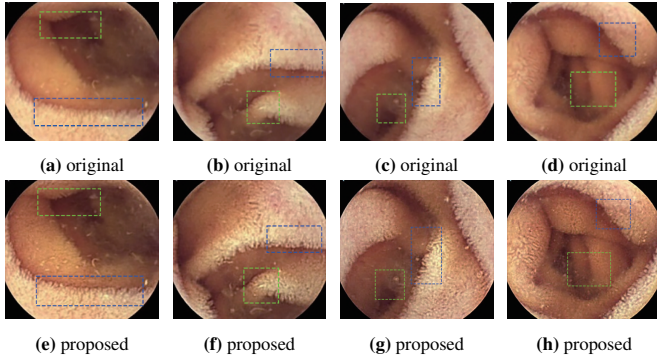 (a) original
(b) original
(c) original
(d) original
(e) proposed
(f) proposed
(g) proposed
(h) proposed